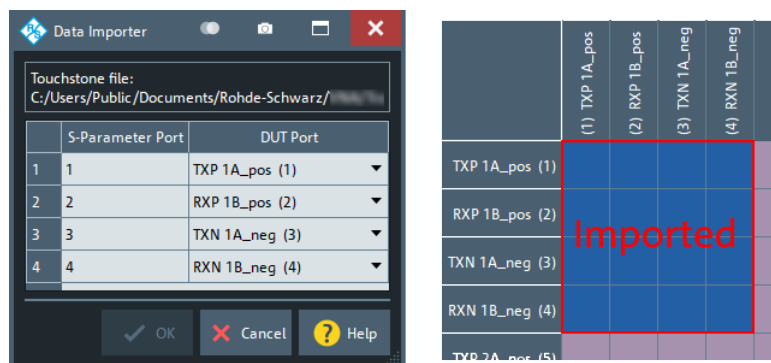 Data Importer
Touchstone file:
C:/Users/Public/Documents/Rohde-Schwarz/
S-Parameter Port DUT Port
1 1 TXP 1A_pos (1)
2 2 RXP 1B_pos (2)
3 3 TXN 1A_neg (3)
4 4 RXN 1B_neg (4)
OK Cancel ? Help
(1) TXP 1A_pos
(2) RXP 1B_pos
(3) TXN 1A_neg
(4) RXN 1B_neg
TXP 1A_pos (1)
RXP 1B_pos (2)
Imported
TXN 1A_neg (3)
RXN 1B_neg (4)
TXP 2A_pos (5)